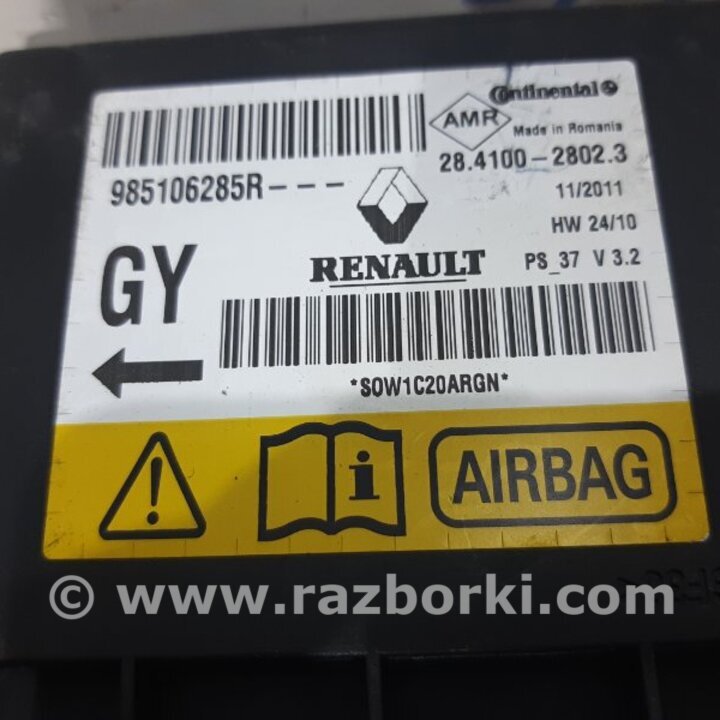 Continental
AMR
Made in Romania
985106285R---
28.4100-2802.3
11/2011
HW 24/10
GY
RENAULT
PS_37 V 3.2
*SOW1C20ARGN*
i
AIRBAG
© www.razborki.com